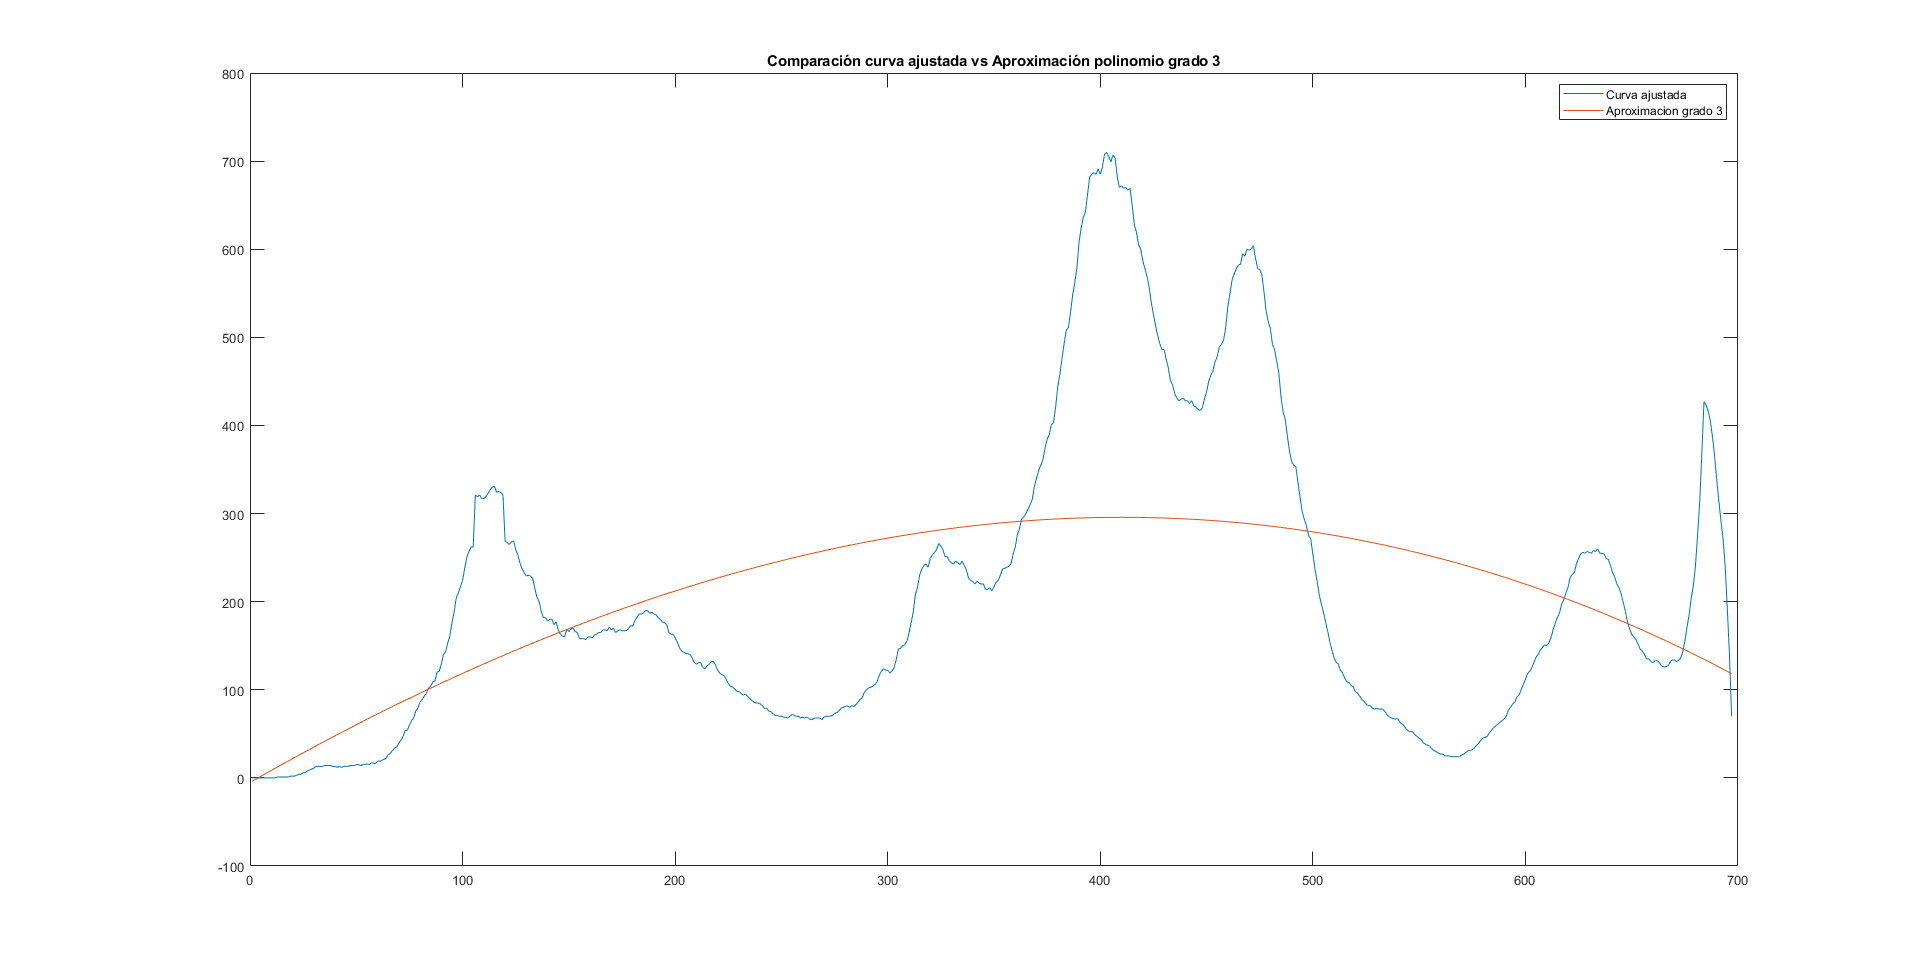 Comparación curva ajustada vs Aproximación polinomio grado 3
Curva ajustada
Aproximacion grado 3
800
700
600
500
400
300
200
100
0
-100
0 100 200 300 400 500 600 700